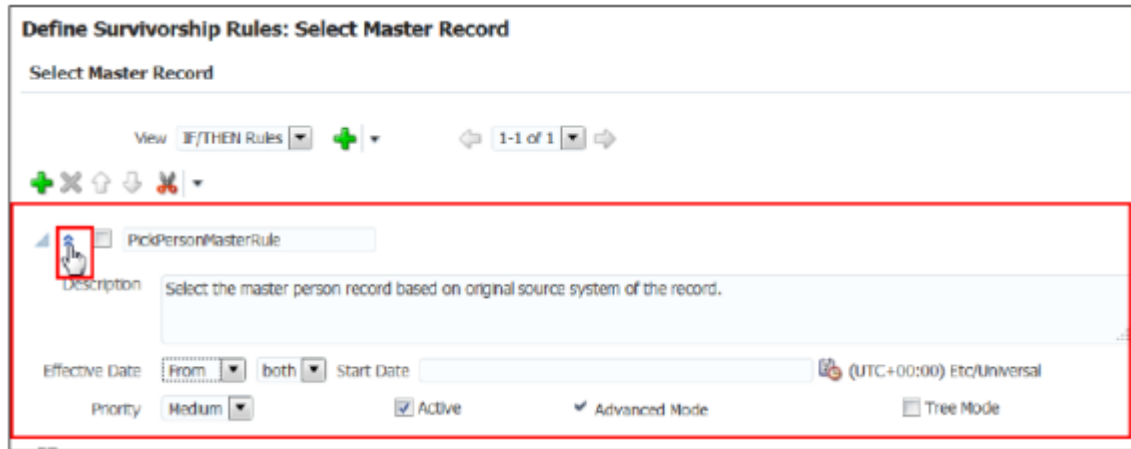 Define Survivorship Rules: Select Master Record
Select Master Record
View IF/THEN Rules 1-1 of 1
PickPersonMasterRule
Description Select the master person record based on original source system of the record.
Effective Date From both Start Date (UTC+00:00) Etc/Universal
Priority Medium Active Advanced Mode Tree Mode